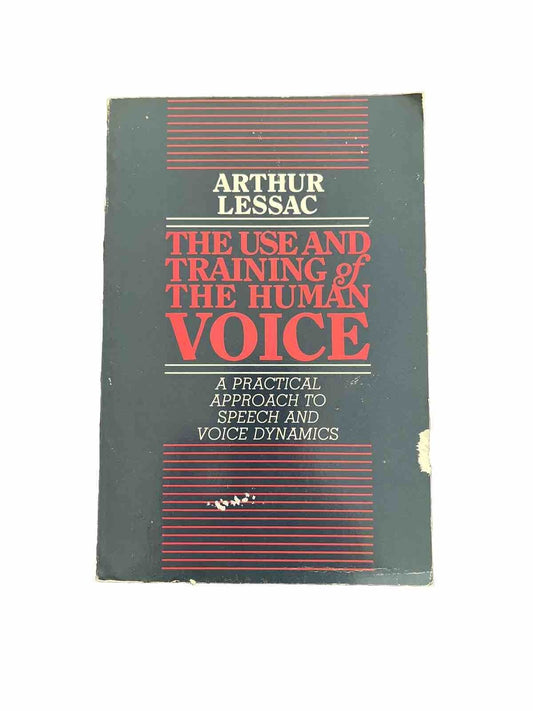 ARTHUR
LESSAC
THE USE AND
TRAINING of
THE HUMAN
VOICE
A PRACTICAL
APPROACH TO
SPEECH AND
VOICE DYNAMICS